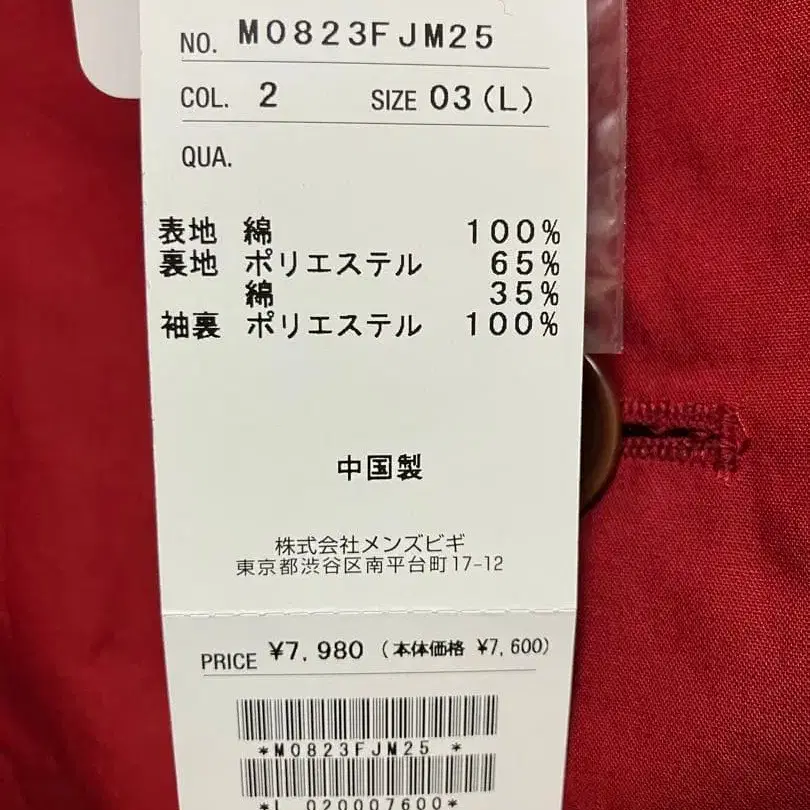 NO. M0823FJM25
COL. 2 SIZE 03(L)
QUA.
表地 綿 100%
裏地 ポリエステル 65%
綿 35%
袖裏 ポリエステル 100%
中国製
株式会社メンズビギ
東京都渋谷区南平台町17-12
PRICE ¥7,980 (本体価格 ¥7,600)
*M0823FJM25 *
*L 020007600*